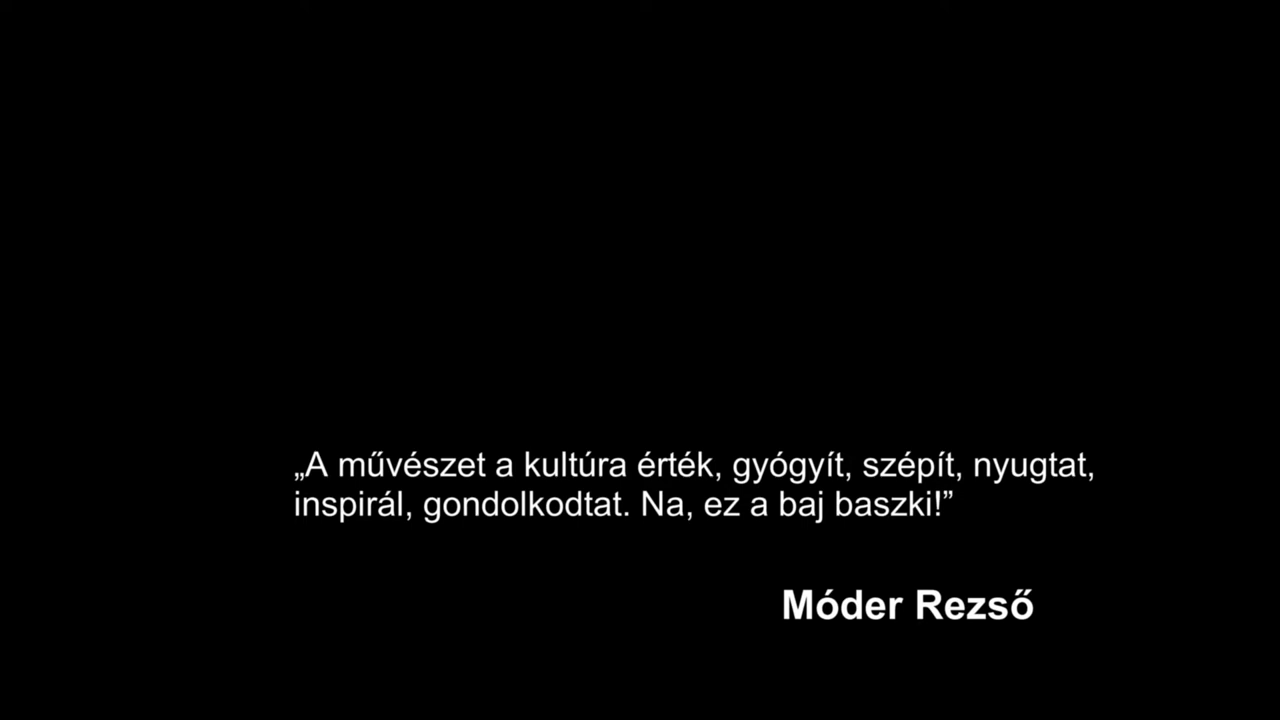 „A művészet a kultúra érték, gyógyít, szépít, nyugtat,
inspirál, gondolkodtat. Na, ez a baj baszki!”
Móder Rezső